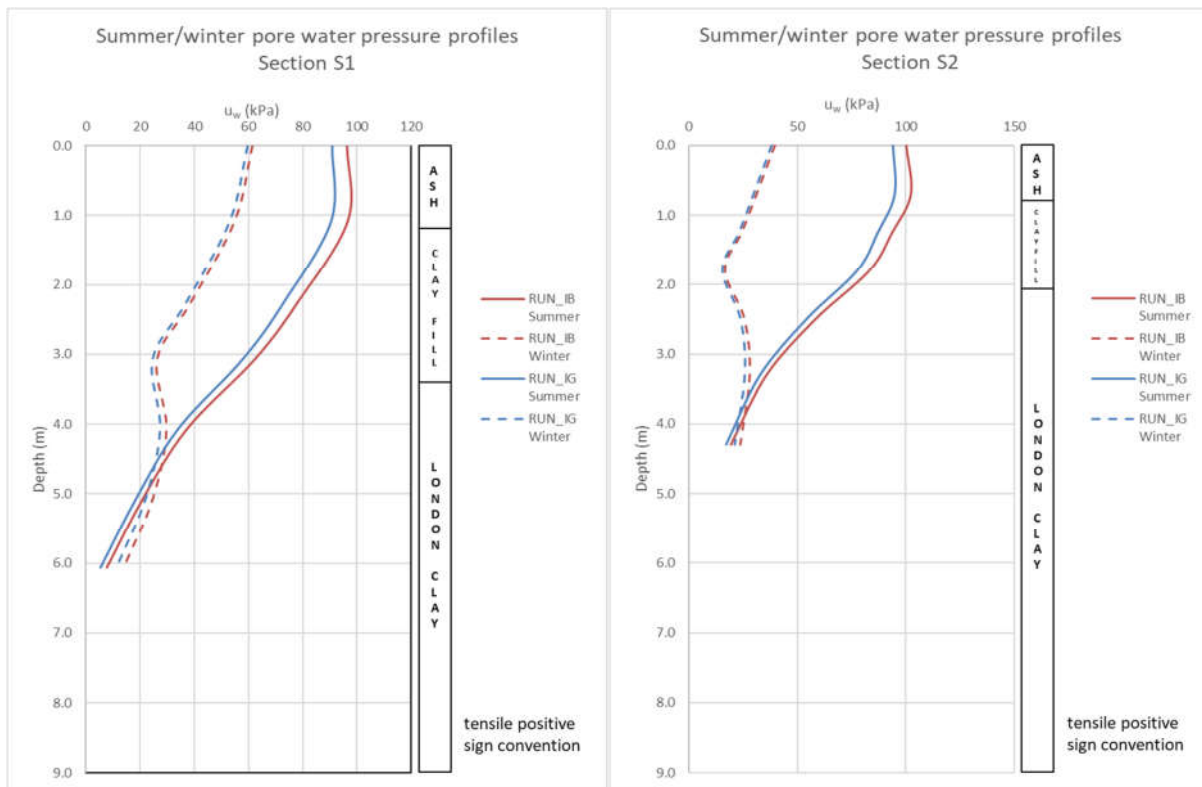 Summer/winter pore water pressure profiles
Section S1
uw (kPa)
0 20 40 60 80 100 120
0.0
1.0
2.0
3.0
4.0
5.0
6.0
7.0
8.0
9.0
Depth (m)
ASH
CLAY FILL
LONDON CLAY
RUN_IB
Summer
RUN_IB
Winter
RUN_IG
Summer
RUN_IG
Winter
tensile positive
sign convention
Summer/winter pore water pressure profiles
Section S2
uw (kPa)
0 50 100 150
0.0
1.0
2.0
3.0
4.0
5.0
6.0
7.0
8.0
9.0
Depth (m)
ASH
CLAYFILL
LONDON CLAY
RUN_IB
Summer
RUN_IB
Winter
RUN_IG
Summer
RUN_IG
Winter
tensile positive
sign convention